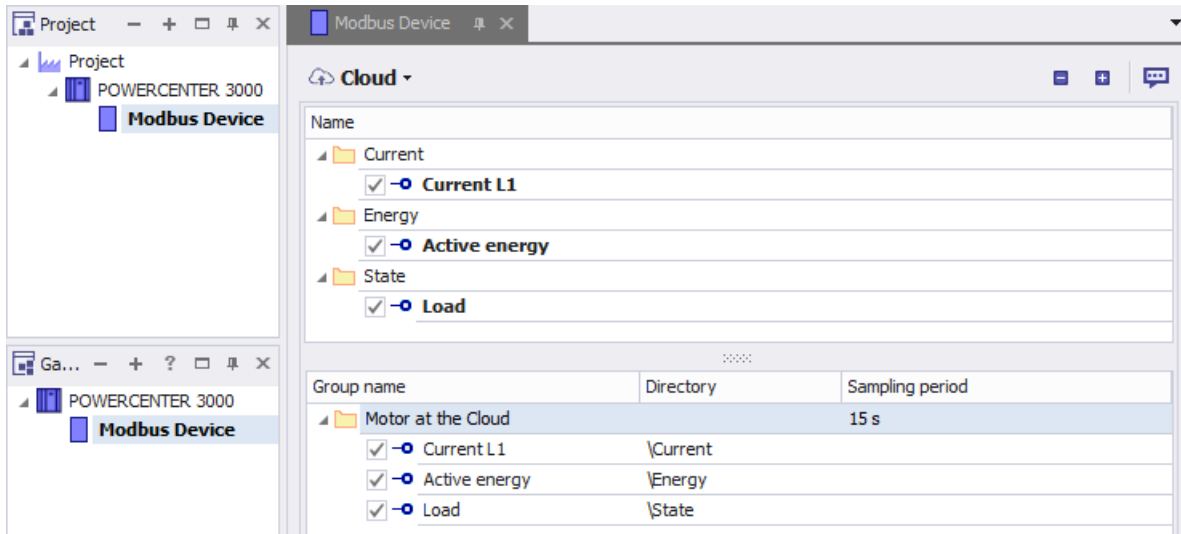 Project
Project
POWERCENTER 3000
Modbus Device
Ga...
POWERCENTER 3000
Modbus Device
Modbus Device
Cloud
Name
Current
Current L1
Energy
Active energy
State
Load
Group name Directory Sampling period
Motor at the Cloud 15 s
Current L1 \Current
Active energy \Energy
Load \State